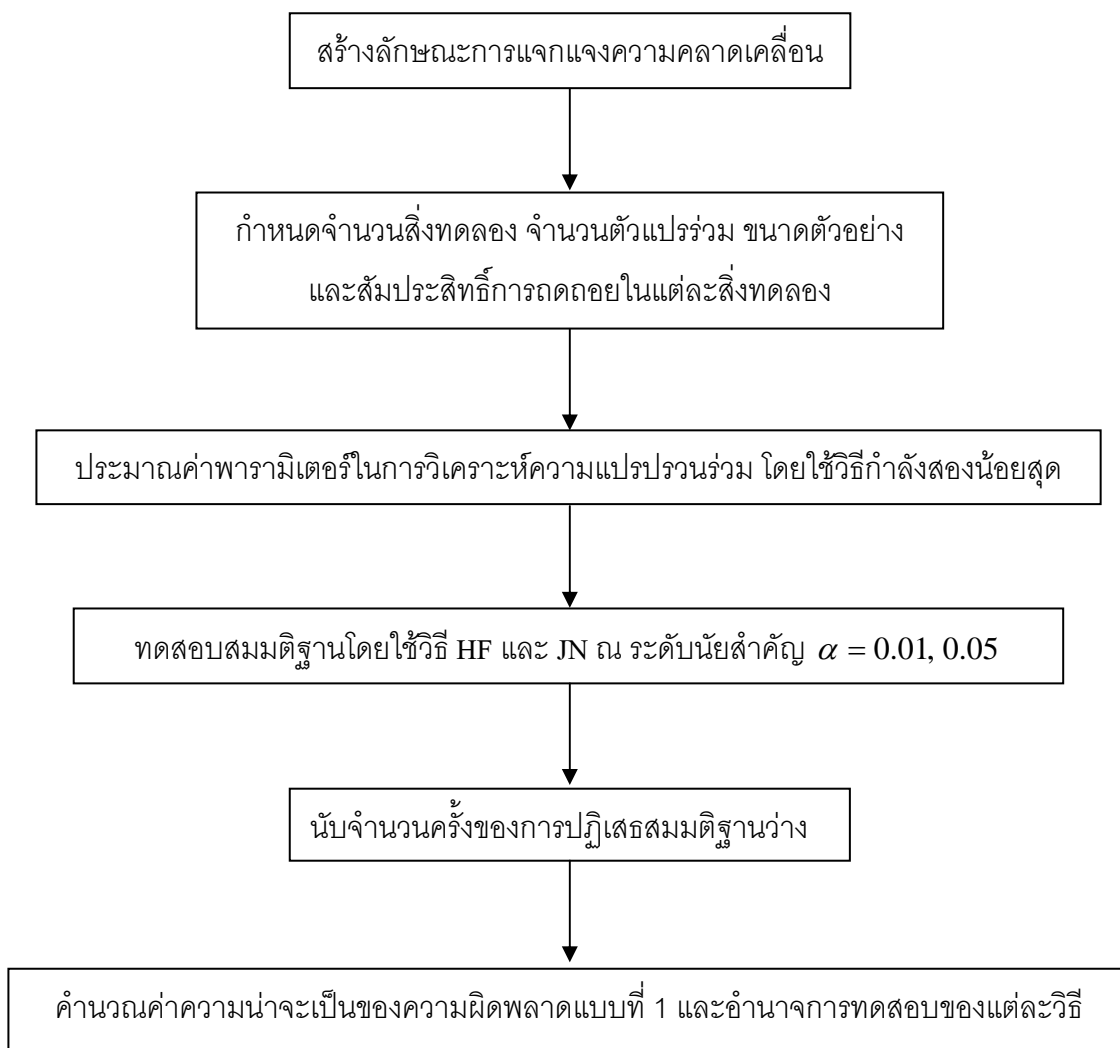 สร้างลักษณะการแจกแจงความคลาดเคลื่อน
กำหนดจำนวนสิ่งทดลอง จำนวนตัวแปรร่วม ขนาดตัวอย่าง
และสัมประสิทธิ์การถดถอยในแต่ละสิ่งทดลอง
ประมาณค่าพารามิเตอร์ในการวิเคราะห์ความแปรปรวนร่วม โดยใช้วิธีกำลังสองน้อยสุด
ทดสอบสมมติฐานโดยใช้วิธี HF และ JN ณ ระดับนัยสำคัญ α = 0.01, 0.05
นับจำนวนครั้งของการปฏิเสธสมมติฐานว่าง
คำนวณค่าความน่าจะเป็นของความผิดพลาดแบบที่ 1 และอำนาจการทดสอบของแต่ละวิธี